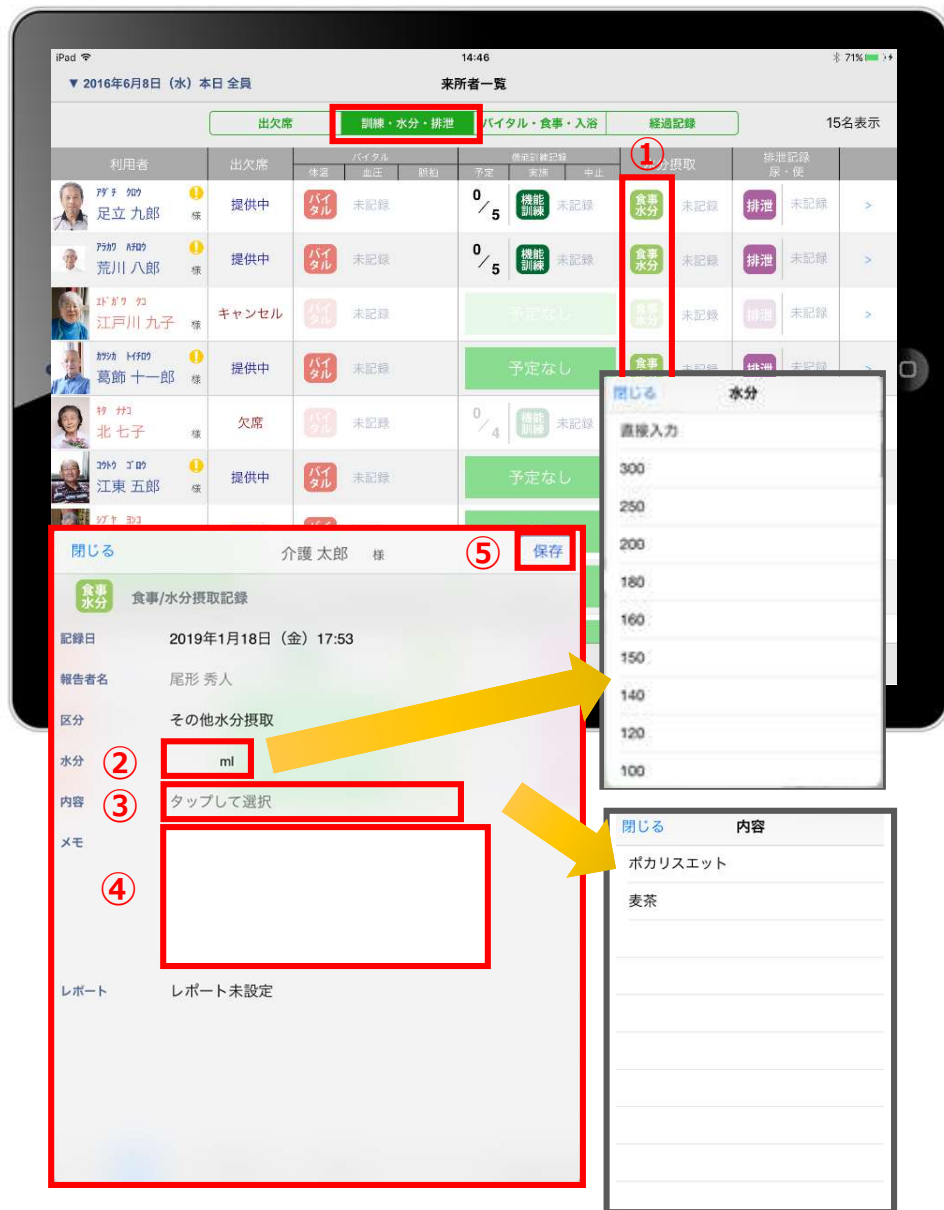 iPad 14:46 71%
▼ 2016年6月8日（水）本日 全員 来所者一覧
出欠席 訓練・水分・排泄 バイタル・食事・入浴 経過記録 15名表示
利用者 出欠席 バイタル 機能訓練記録 ① 分摂取 排泄記録
体温 血圧 脈拍 予定 実施 中止 尿・便
ｱﾀﾞﾁ ｸﾛｳ
足立 九郎 様 提供中 バイタル 未記録 0/5 機能訓練 未記録 食事水分 未記録 排泄 未記録 >
ｱﾗｶﾜ ﾊﾁﾛｳ
荒川 八郎 様 提供中 バイタル 未記録 0/5 機能訓練 未記録 食事水分 未記録 排泄 未記録 >
ｴﾄﾞｶﾞﾜ ｸｺ
江戸川 九子 様 キャンセル バイタル 未記録 予定なし 食事水分 未記録 排泄 未記録 >
ｶﾂｼｶ ﾄｲﾁﾛｳ
葛飾 十一郎 様 提供中 バイタル 未記録 予定なし 食事 未記録 排泄 未記録 >
ｷﾀ ﾅﾅｺ
北 七子 様 欠席 バイタル 未記録 0/4 機能訓練 未記録
ｺｳﾄｳ ｺﾞﾛｳ
江東 五郎 様 提供中 バイタル 未記録 予定なし
閉じる 水分
直接入力
300
250
200
180
160
150
140
120
100
閉じる 介護 太郎 様 ⑤ 保存
食事水分 食事/水分摂取記録
記録日 2019年1月18日（金）17:53
報告者名 尾形 秀人
区分 その他水分摂取
水分 ② ml
内容 ③ タップして選択
メモ
④
レポート レポート未設定
閉じる 内容
ポカリスエット
麦茶